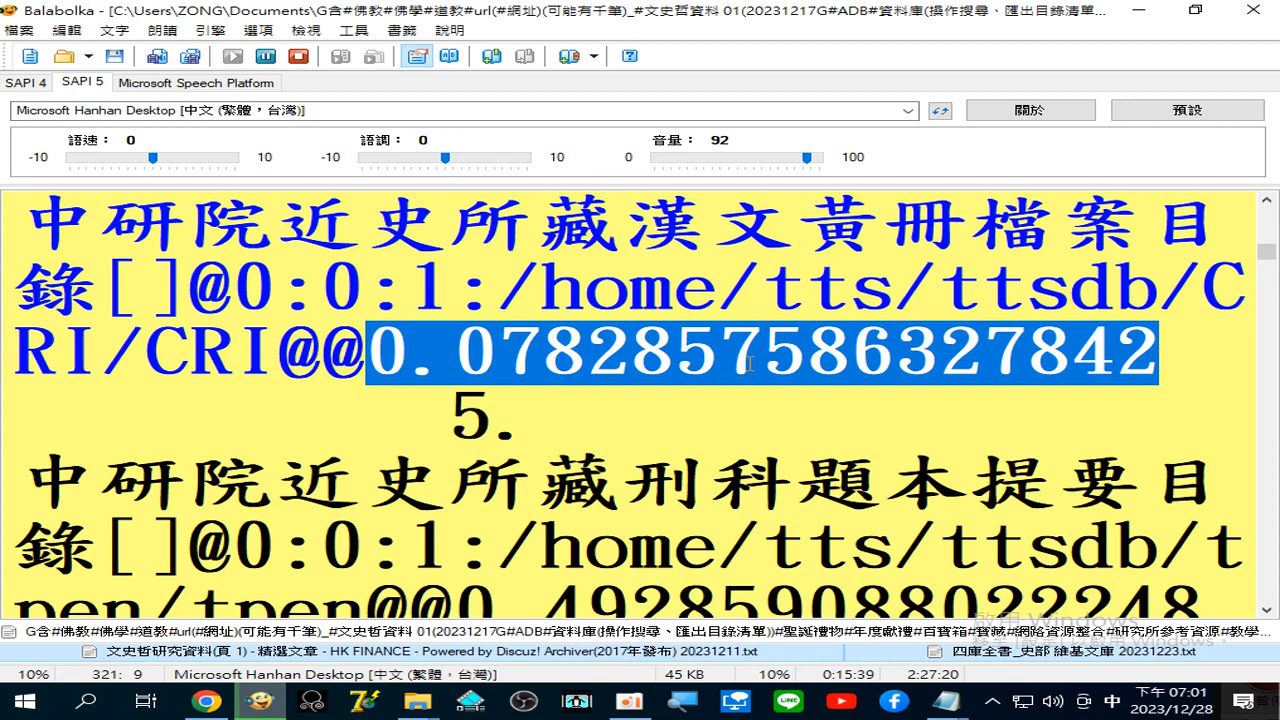 Balabolka - [C:\Users\ZONG\Documents\G含#佛教#佛學#道教#url(#網址)(可能有千筆)_#文史哲資料 01(20231217G#ADB#資料庫(操作搜尋、匯出目錄清單...
檔案 編輯 文字 朗讀 引擎 選項 檢視 工具 書籤 說明
SAPI 4 SAPI 5 Microsoft Speech Platform
Microsoft Hanhan Desktop [中文 (繁體，台灣)] 關於 預設
語速： 0 語調： 0 音量： 92
-10 10 -10 10 0 100
中研院近史所藏漢文黃冊檔案目
錄[]@0:0:1:/home/tts/ttsdb/C
RI/CRI@@0.0782857586327842
5.
中研院近史所藏刑科題本提要目
錄[]@0:0:1:/home/tts/ttsdb/t
pen/tpen@@0.492859088022248
啟用 Windows
G含#佛教#佛學#道教#url(#網址)(可能有千筆)_#文史哲資料 01(20231217G#ADB#資料庫(操作搜尋、匯出目錄清單))#聖誕禮物#年度獻禮#百寶箱#寶藏#網路資源整合#研究所參考資源#教學...
文史哲研究資料(頁 1) - 精選文章 - HK FINANCE - Powered by Discuz! Archiver(2017年發布) 20231211.txt 四庫全書_史部 維基文庫 20231223.txt
10% 321: 9 Microsoft Hanhan Desktop [中文 (繁體，台灣)] 45 KB 10% 0:15:39 2:27:20
中 下午 07:01
2023/12/28